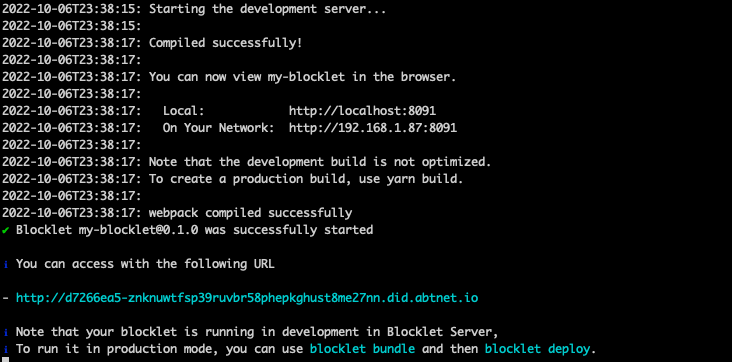 2022-10-06T23:38:15: Starting the development server...
2022-10-06T23:38:15:
2022-10-06T23:38:17: Compiled successfully!
2022-10-06T23:38:17:
2022-10-06T23:38:17: You can now view my-blocklet in the browser.
2022-10-06T23:38:17:
2022-10-06T23:38:17:   Local:            http://localhost:8091
2022-10-06T23:38:17:   On Your Network:  http://192.168.1.87:8091
2022-10-06T23:38:17:
2022-10-06T23:38:17: Note that the development build is not optimized.
2022-10-06T23:38:17: To create a production build, use yarn build.
2022-10-06T23:38:17:
2022-10-06T23:38:17: webpack compiled successfully
✔ Blocklet my-blocklet@0.1.0 was successfully started
ℹ You can access with the following URL
- http://d7266ea5-znknuwtfsp39ruvbr58phepkghust8me27nn.did.abtnet.io
ℹ Note that your blocklet is running in development in Blocklet Server,
ℹ To run it in production mode, you can use blocklet bundle and then blocklet deploy.